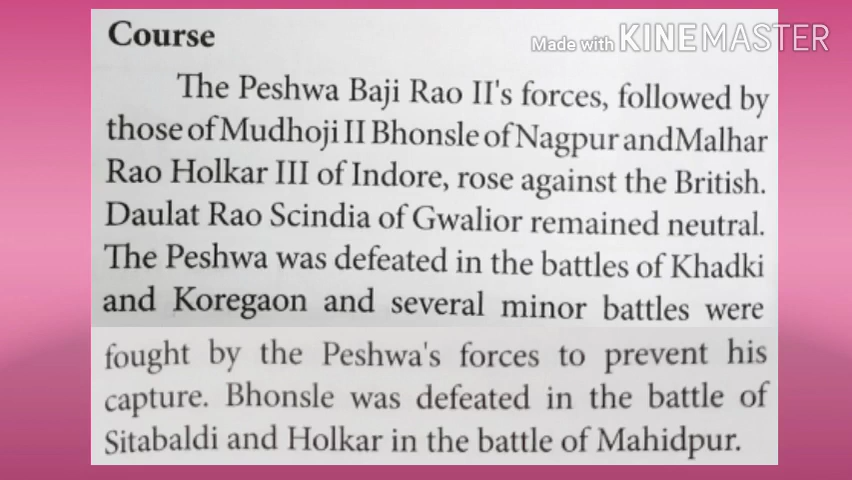 Course
Made with KINEMASTER
The Peshwa Baji Rao II's forces, followed by
those of Mudhoji II Bhonsle of Nagpur and Malhar
Rao Holkar III of Indore, rose against the British.
Daulat Rao Scindia of Gwalior remained neutral.
The Peshwa was defeated in the battles of Khadki
and Koregaon and several minor battles were
fought by the Peshwa's forces to prevent his
capture. Bhonsle was defeated in the battle of
Sitabaldi and Holkar in the battle of Mahidpur.